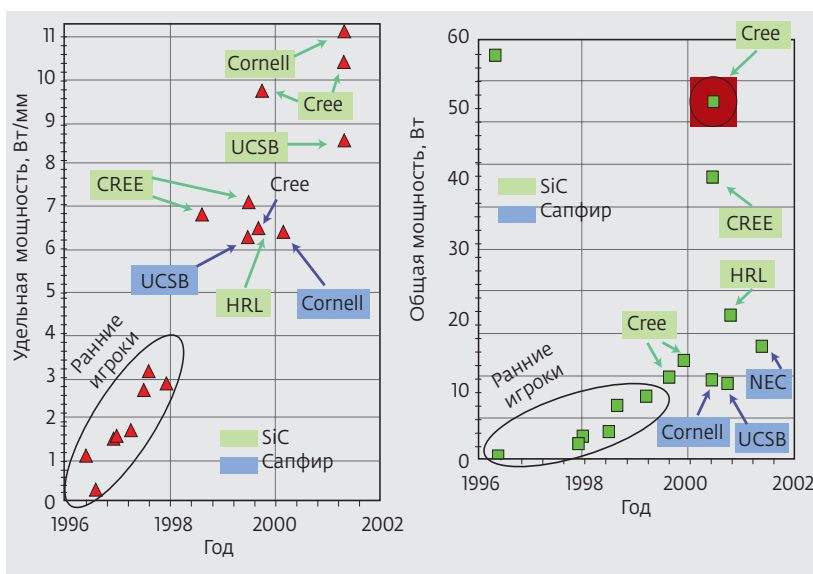 Удельная мощность, Вт/мм
11
10
9
8
7
6
5
4
3
2
1
0
1996
1998
2000
2002
Год
Cornell
Cree
UCSB
CREE
Cree
UCSB
HRL
Cornell
Ранние
игроки
SiC
Сапфир
Общая мощность, Вт
60
50
40
30
20
10
0
1996
1998
2000
2002
Год
Cree
SiC
Сапфир
CREE
HRL
Cree
NEC
Cornell
UCSB
Ранние
игроки